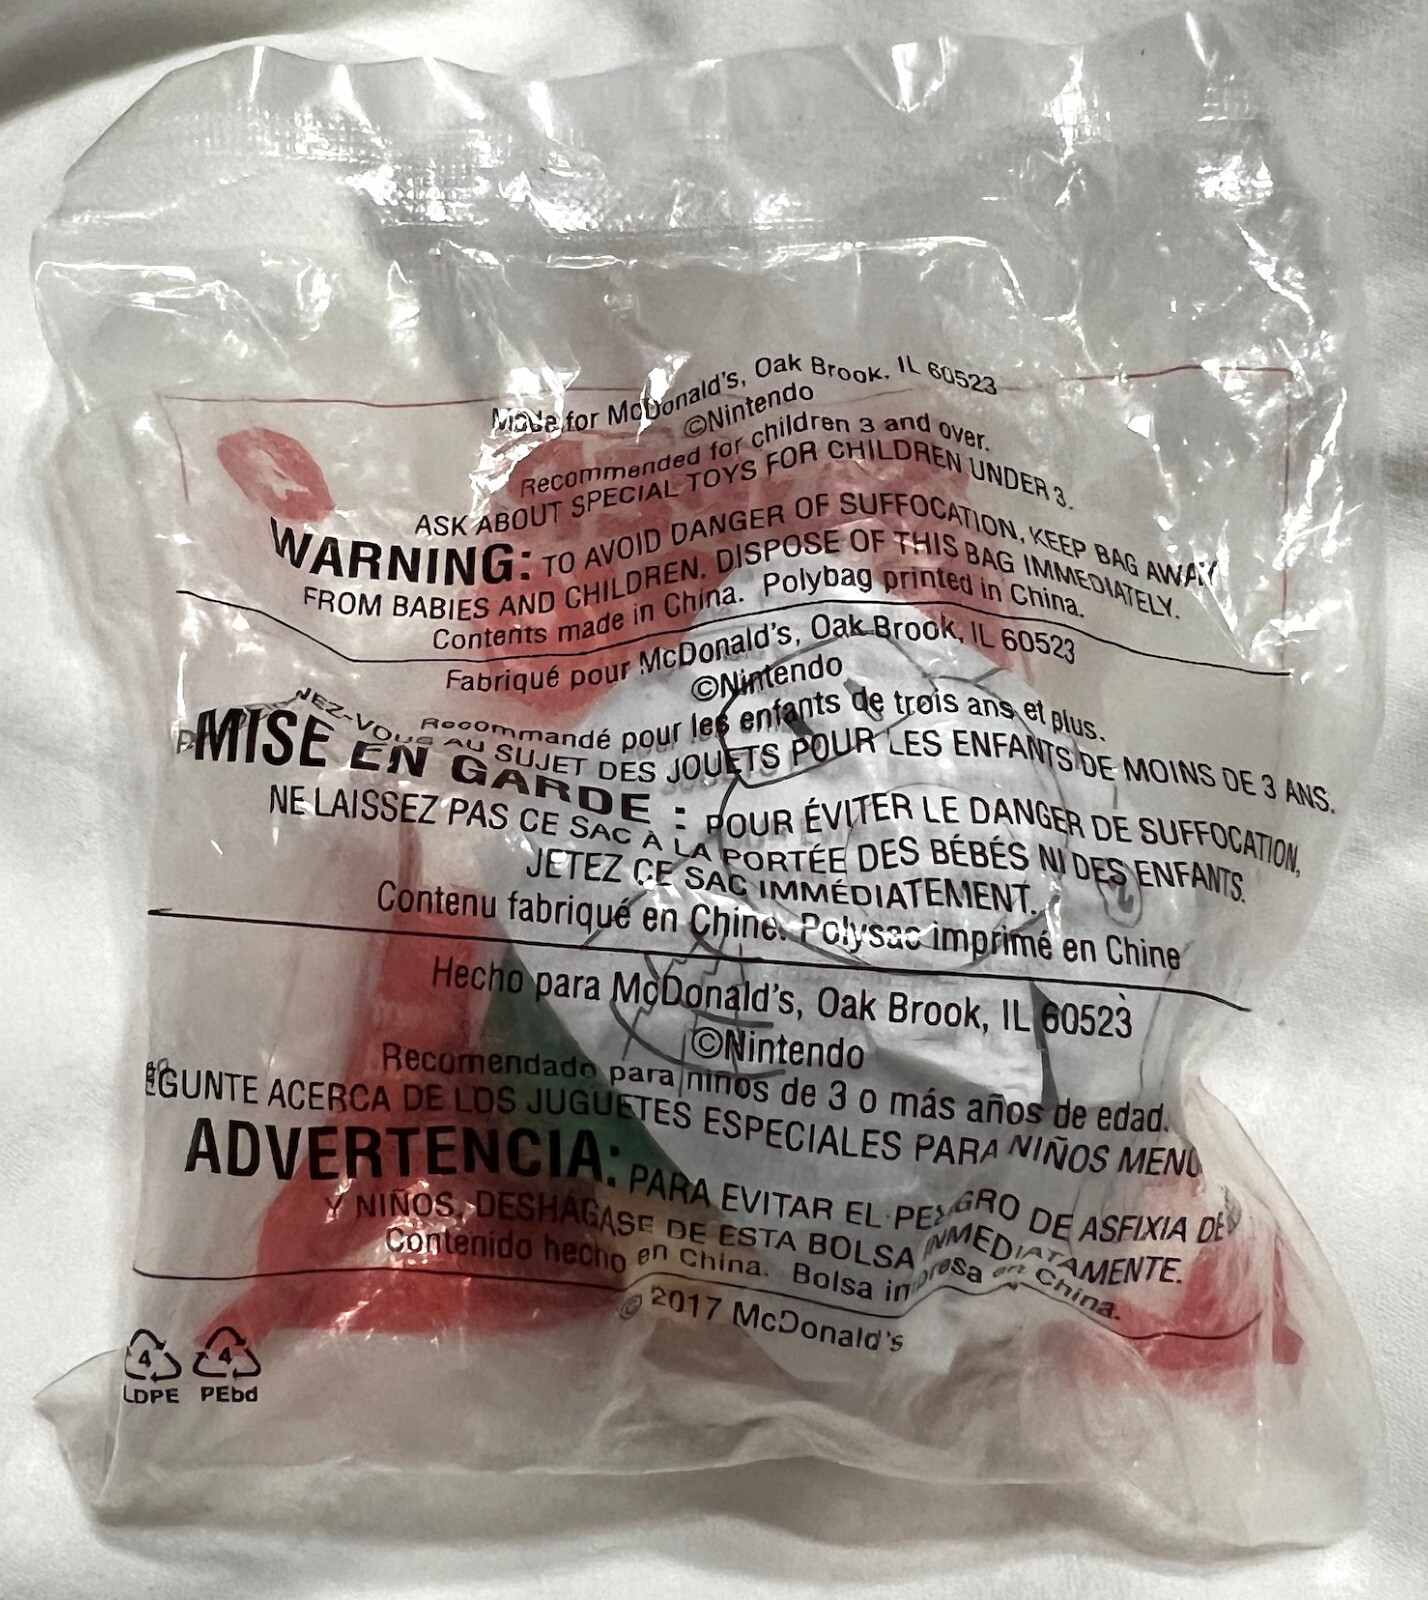 Made for McDonald's, Oak Brook, IL 60523
©Nintendo
Recommended for children 3 and over.
ASK ABOUT SPECIAL TOYS FOR CHILDREN UNDER 3.
WARNING: TO AVOID DANGER OF SUFFOCATION, KEEP BAG AWAY
FROM BABIES AND CHILDREN. DISPOSE OF THIS BAG IMMEDIATELY.
Contents made in China. Polybag printed in China.
Fabriqué pour McDonald's, Oak Brook, IL 60523
©Nintendo
Recommandé pour les enfants de trois ans et plus.
NEZ-VOUS AU SUJET DES JOUETS POUR LES ENFANTS DE MOINS DE 3 ANS.
MISE EN GARDE : POUR ÉVITER LE DANGER DE SUFFOCATION,
NE LAISSEZ PAS CE SAC À LA PORTÉE DES BÉBÉS NI DES ENFANTS.
JETEZ CE SAC IMMÉDIATEMENT.
Contenu fabriqué en Chine. Polysac imprimé en Chine
Hecho para McDonald's, Oak Brook, IL 60523
©Nintendo
Recomendado para niños de 3 o más años de edad.
EGUNTE ACERCA DE LOS JUGUETES ESPECIALES PARA NIÑOS MENO
ADVERTENCIA: PARA EVITAR EL PELIGRO DE ASFIXIA DE
Y NIÑOS, DESHÁGASE DE ESTA BOLSA INMEDIATAMENTE.
Contenido hecho en China. Bolsa impresa en China.
© 2017 McDonald's
4 4
LDPE PEbd